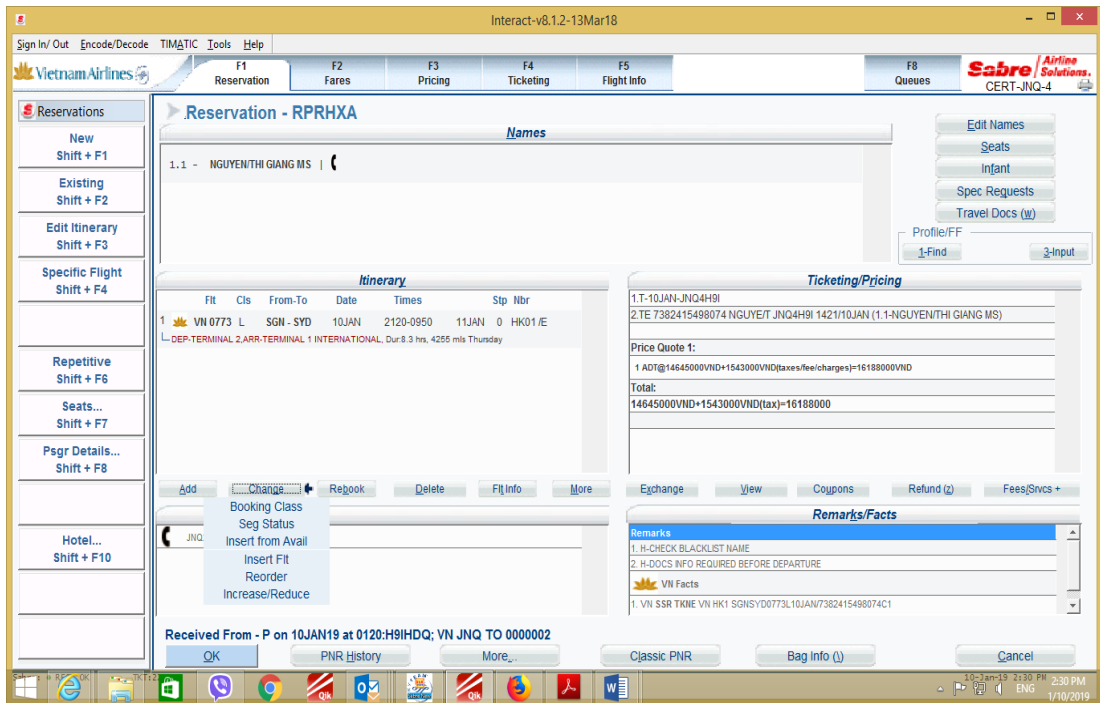 Interact-v8.1.2-13Mar18
Sign In/ Out Encode/Decode TIMATIC Tools Help
Vietnam Airlines
F1 Reservation
F2 Fares
F3 Pricing
F4 Ticketing
F5 Flight Info
F8 Queues
Sabre Airline Solutions.
CERT-JNQ-4
Reservations
New
Shift + F1
Existing
Shift + F2
Edit Itinerary
Shift + F3
Specific Flight
Shift + F4
Repetitive
Shift + F6
Seats...
Shift + F7
Psgr Details...
Shift + F8
Hotel...
Shift + F10
Reservation - RPRHXA
Names
1.1 - NGUYEN/THI GIANG MS |
Edit Names
Seats
Infant
Spec Requests
Travel Docs (w)
Profile/FF
1-Find 3-Input
Itinerary
Flt Cls From-To Date Times Stp Nbr
1 VN 0773 L SGN - SYD 10JAN 2120-0950 11JAN 0 HK01 /E
DEP-TERMINAL 2,ARR-TERMINAL 1 INTERNATIONAL, Dur:8.3 hrs, 4255 mls Thursday
Add Change Rebook Delete Flt Info More
Booking Class
Seg Status
Insert from Avail
Insert Flt
Reorder
Increase/Reduce
JNQ
Ticketing/Pricing
1.T-10JAN-JNQ4H9I
2.TE 7382415498074 NGUYE/T JNQ4H9I 1421/10JAN (1.1-NGUYEN/THI GIANG MS)
Price Quote 1:
1 ADT@14645000VND+1543000VND(taxes/fee/charges)=16188000VND
Total:
14645000VND+1543000VND(tax)=16188000
Exchange View Coupons Refund (z) Fees/Srvcs +
Remarks/Facts
Remarks
1. H-CHECK BLACKLIST NAME
2. H-DOCS INFO REQUIRED BEFORE DEPARTURE
VN Facts
1. VN SSR TKNE VN HK1 SGNSYD0773L10JAN/7382415498074C1
Received From - P on 10JAN19 at 0120:H9IHDQ; VN JNQ TO 0000002
OK PNR History More... Classic PNR Bag Info (\) Cancel
Qik Qik
10-Jan-19 2:30 PM
ENG
2:30 PM
1/10/2019